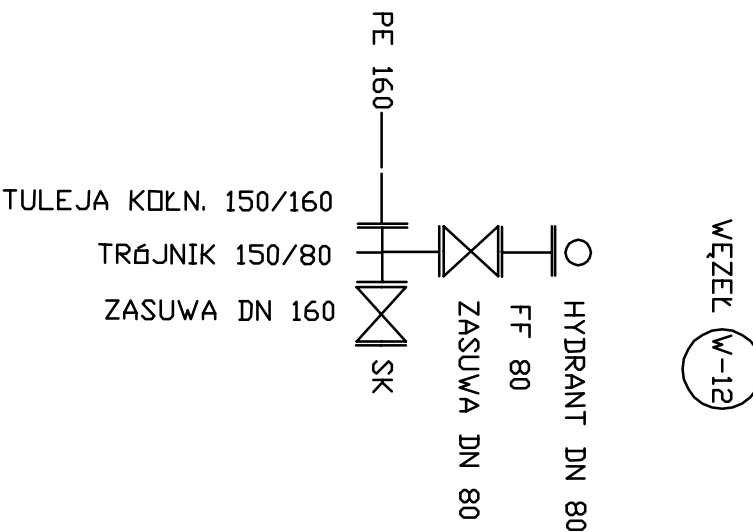 PE 160
TULEJA KOŁN. 150/160
TRÓJNIK 150/80
ZASUWA DN 160
SK
ZASUWA DN 80
FF 80
HYDRANT DN 80
WĘZEŁ W-12